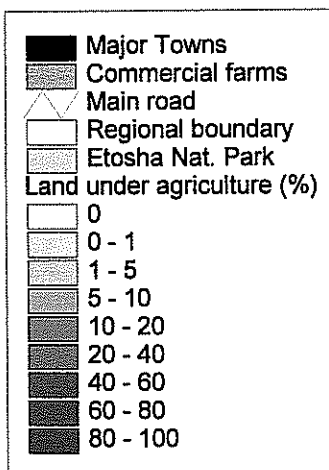 Major Towns
Commercial farms
Main road
Regional boundary
Etosha Nat. Park
Land under agriculture (%)
0
0 - 1
1 - 5
5 - 10
10 - 20
20 - 40
40 - 60
60 - 80
80 - 100